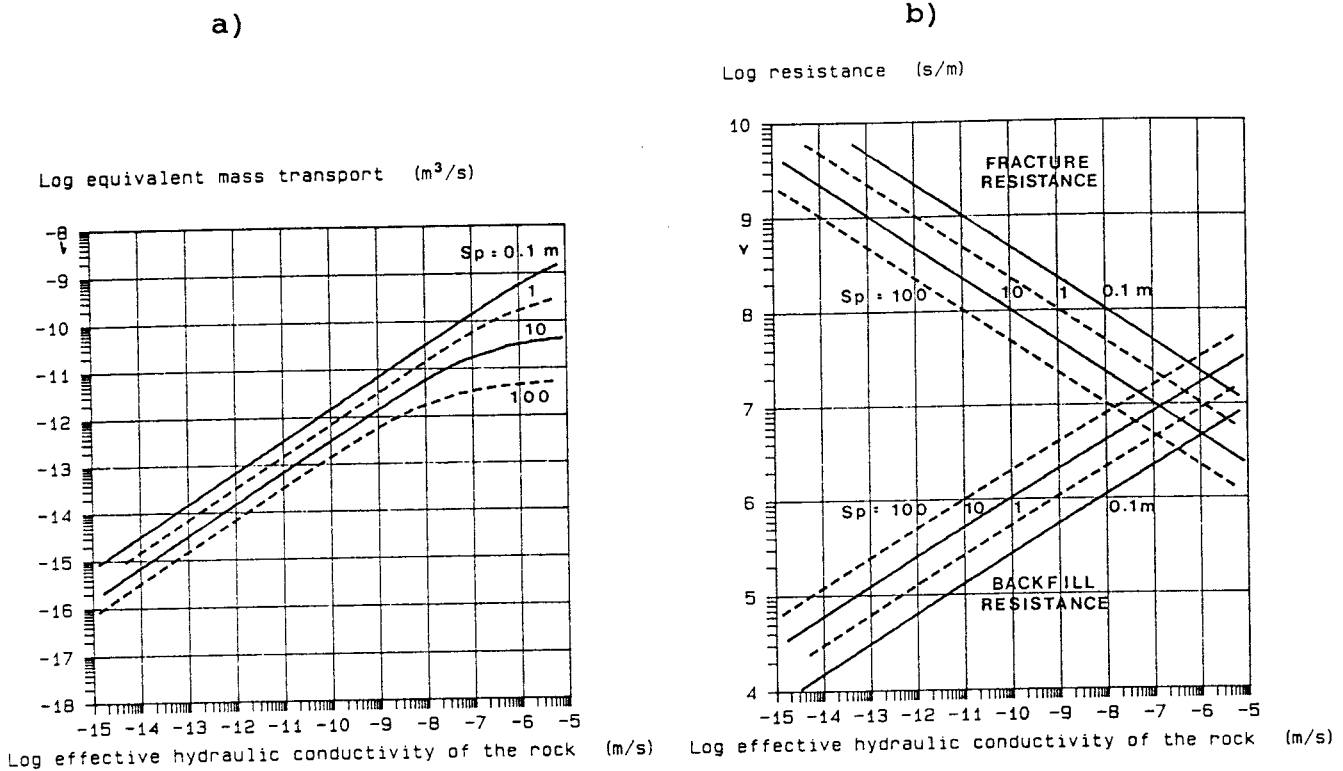 a)
Log equivalent mass transport (m³/s)
-8
-9
-10
-11
-12
-13
-14
-15
-16
-17
-18
Sp = 0.1 m
1
10
100
-15 -14 -13 -12 -11 -10 -9 -8 -7 -6 -5
Log effective hydraulic conductivity of the rock (m/s)
b)
Log resistance (s/m)
10
9
8
7
6
5
4
FRACTURE
RESISTANCE
Sp = 100 10 1 0.1 m
Sp = 100 10 1 0.1 m
BACKFILL
RESISTANCE
-15 -14 -13 -12 -11 -10 -9 -8 -7 -6 -5
Log effective hydraulic conductivity of the rock (m/s)